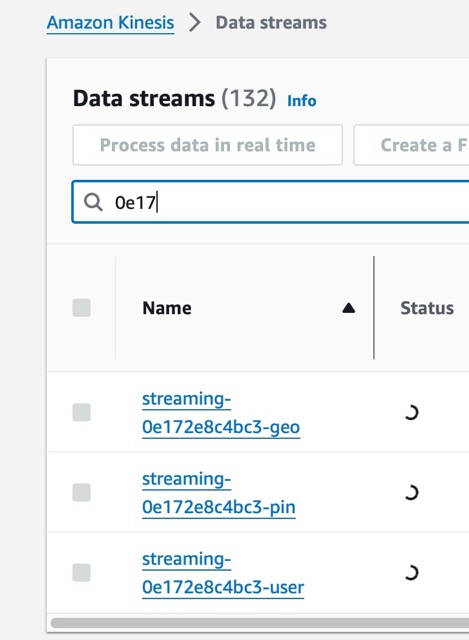 Amazon Kinesis > Data streams
Data streams (132) Info
Process data in real time Create a F
0e17
Name Status
streaming-
0e172e8c4bc3-geo
streaming-
0e172e8c4bc3-pin
streaming-
0e172e8c4bc3-user